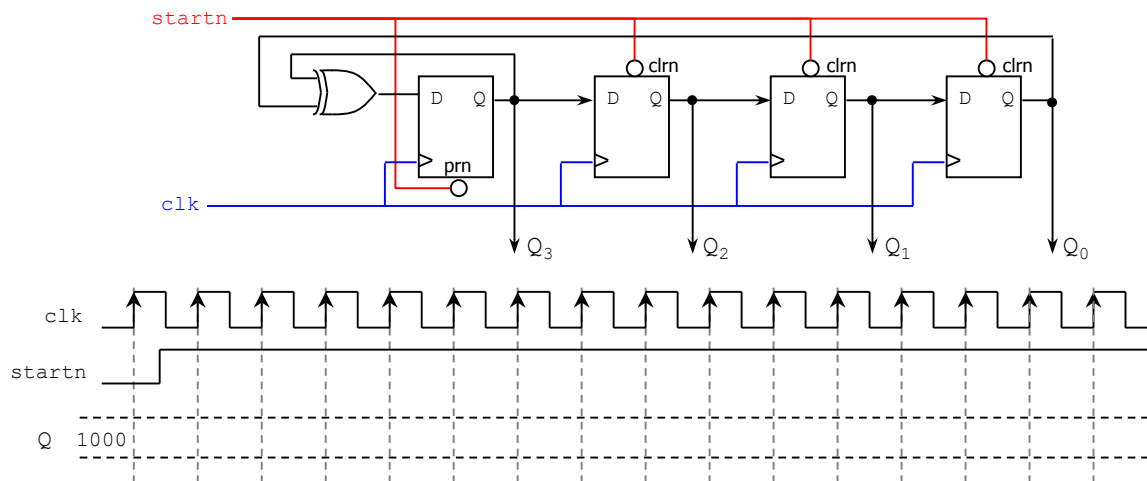 startn
clrn clrn clrn
D Q D Q D Q D Q
prn
clk
Q3 Q2 Q1 Q0
clk
startn
Q 1000